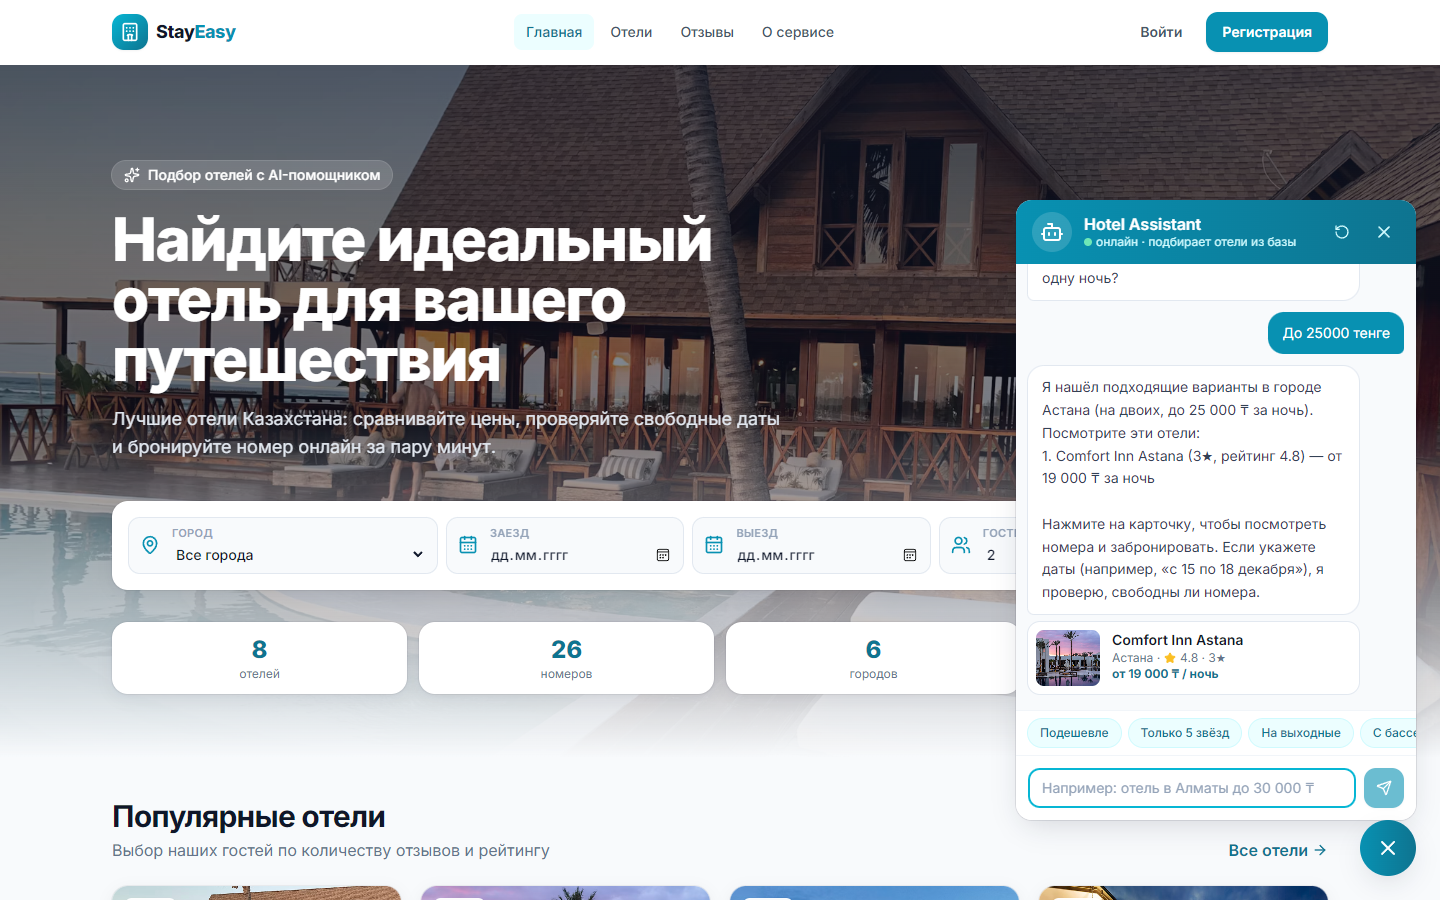 StayEasy
Главная
Отели
Отзывы
О сервисе
Войти
Регистрация
Подбор отелей с AI-помощником
Найдите идеальный
отель для вашего
путешествия
Лучшие отели Казахстана: сравнивайте цены, проверяйте свободные даты
и бронируйте номер онлайн за пару минут.
ГОРОД
Все города
ЗАЕЗД
дд.мм.гггг
ВЫЕЗД
дд.мм.гггг
2
8
отелей
26
номеров
6
городов
Популярные отели
Выбор наших гостей по количеству отзывов и рейтингу
Все отели →
Hotel Assistant
онлайн · подбирает отели из базы
одну ночь?
До 25000 тенге
Я нашёл подходящие варианты в городе
Астана (на двоих, до 25 000 ₸ за ночь).
Посмотрите эти отели:
1. Comfort Inn Astana (3★, рейтинг 4.8) — от
19 000 ₸ за ночь
Нажмите на карточку, чтобы посмотреть
номера и забронировать. Если укажете
даты (например, «с 15 по 18 декабря»), я
проверю, свободны ли номера.
Comfort Inn Astana
Астана · ⭐ 4.8 · 3★
от 19 000 ₸ / ночь
Подешевле
Только 5 звёзд
На выходные
С бассе
Например: отель в Алматы до 30 000 ₸